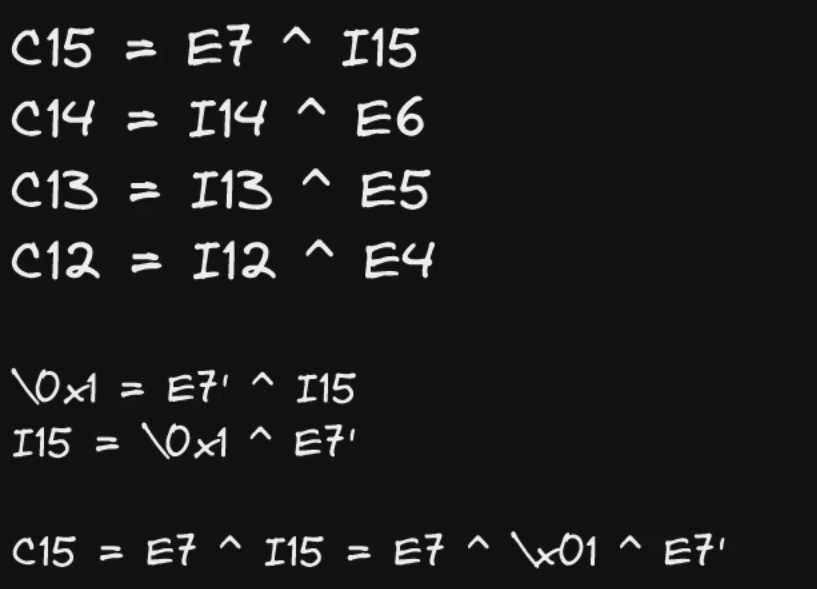 C15 = E7 ^ I15
C14 = I14 ^ E6
C13 = I13 ^ E5
C12 = I12 ^ E4
\0x1 = E7' ^ I15
I15 = \0x1 ^ E7'
C15 = E7 ^ I15 = E7 ^ \x01 ^ E7'